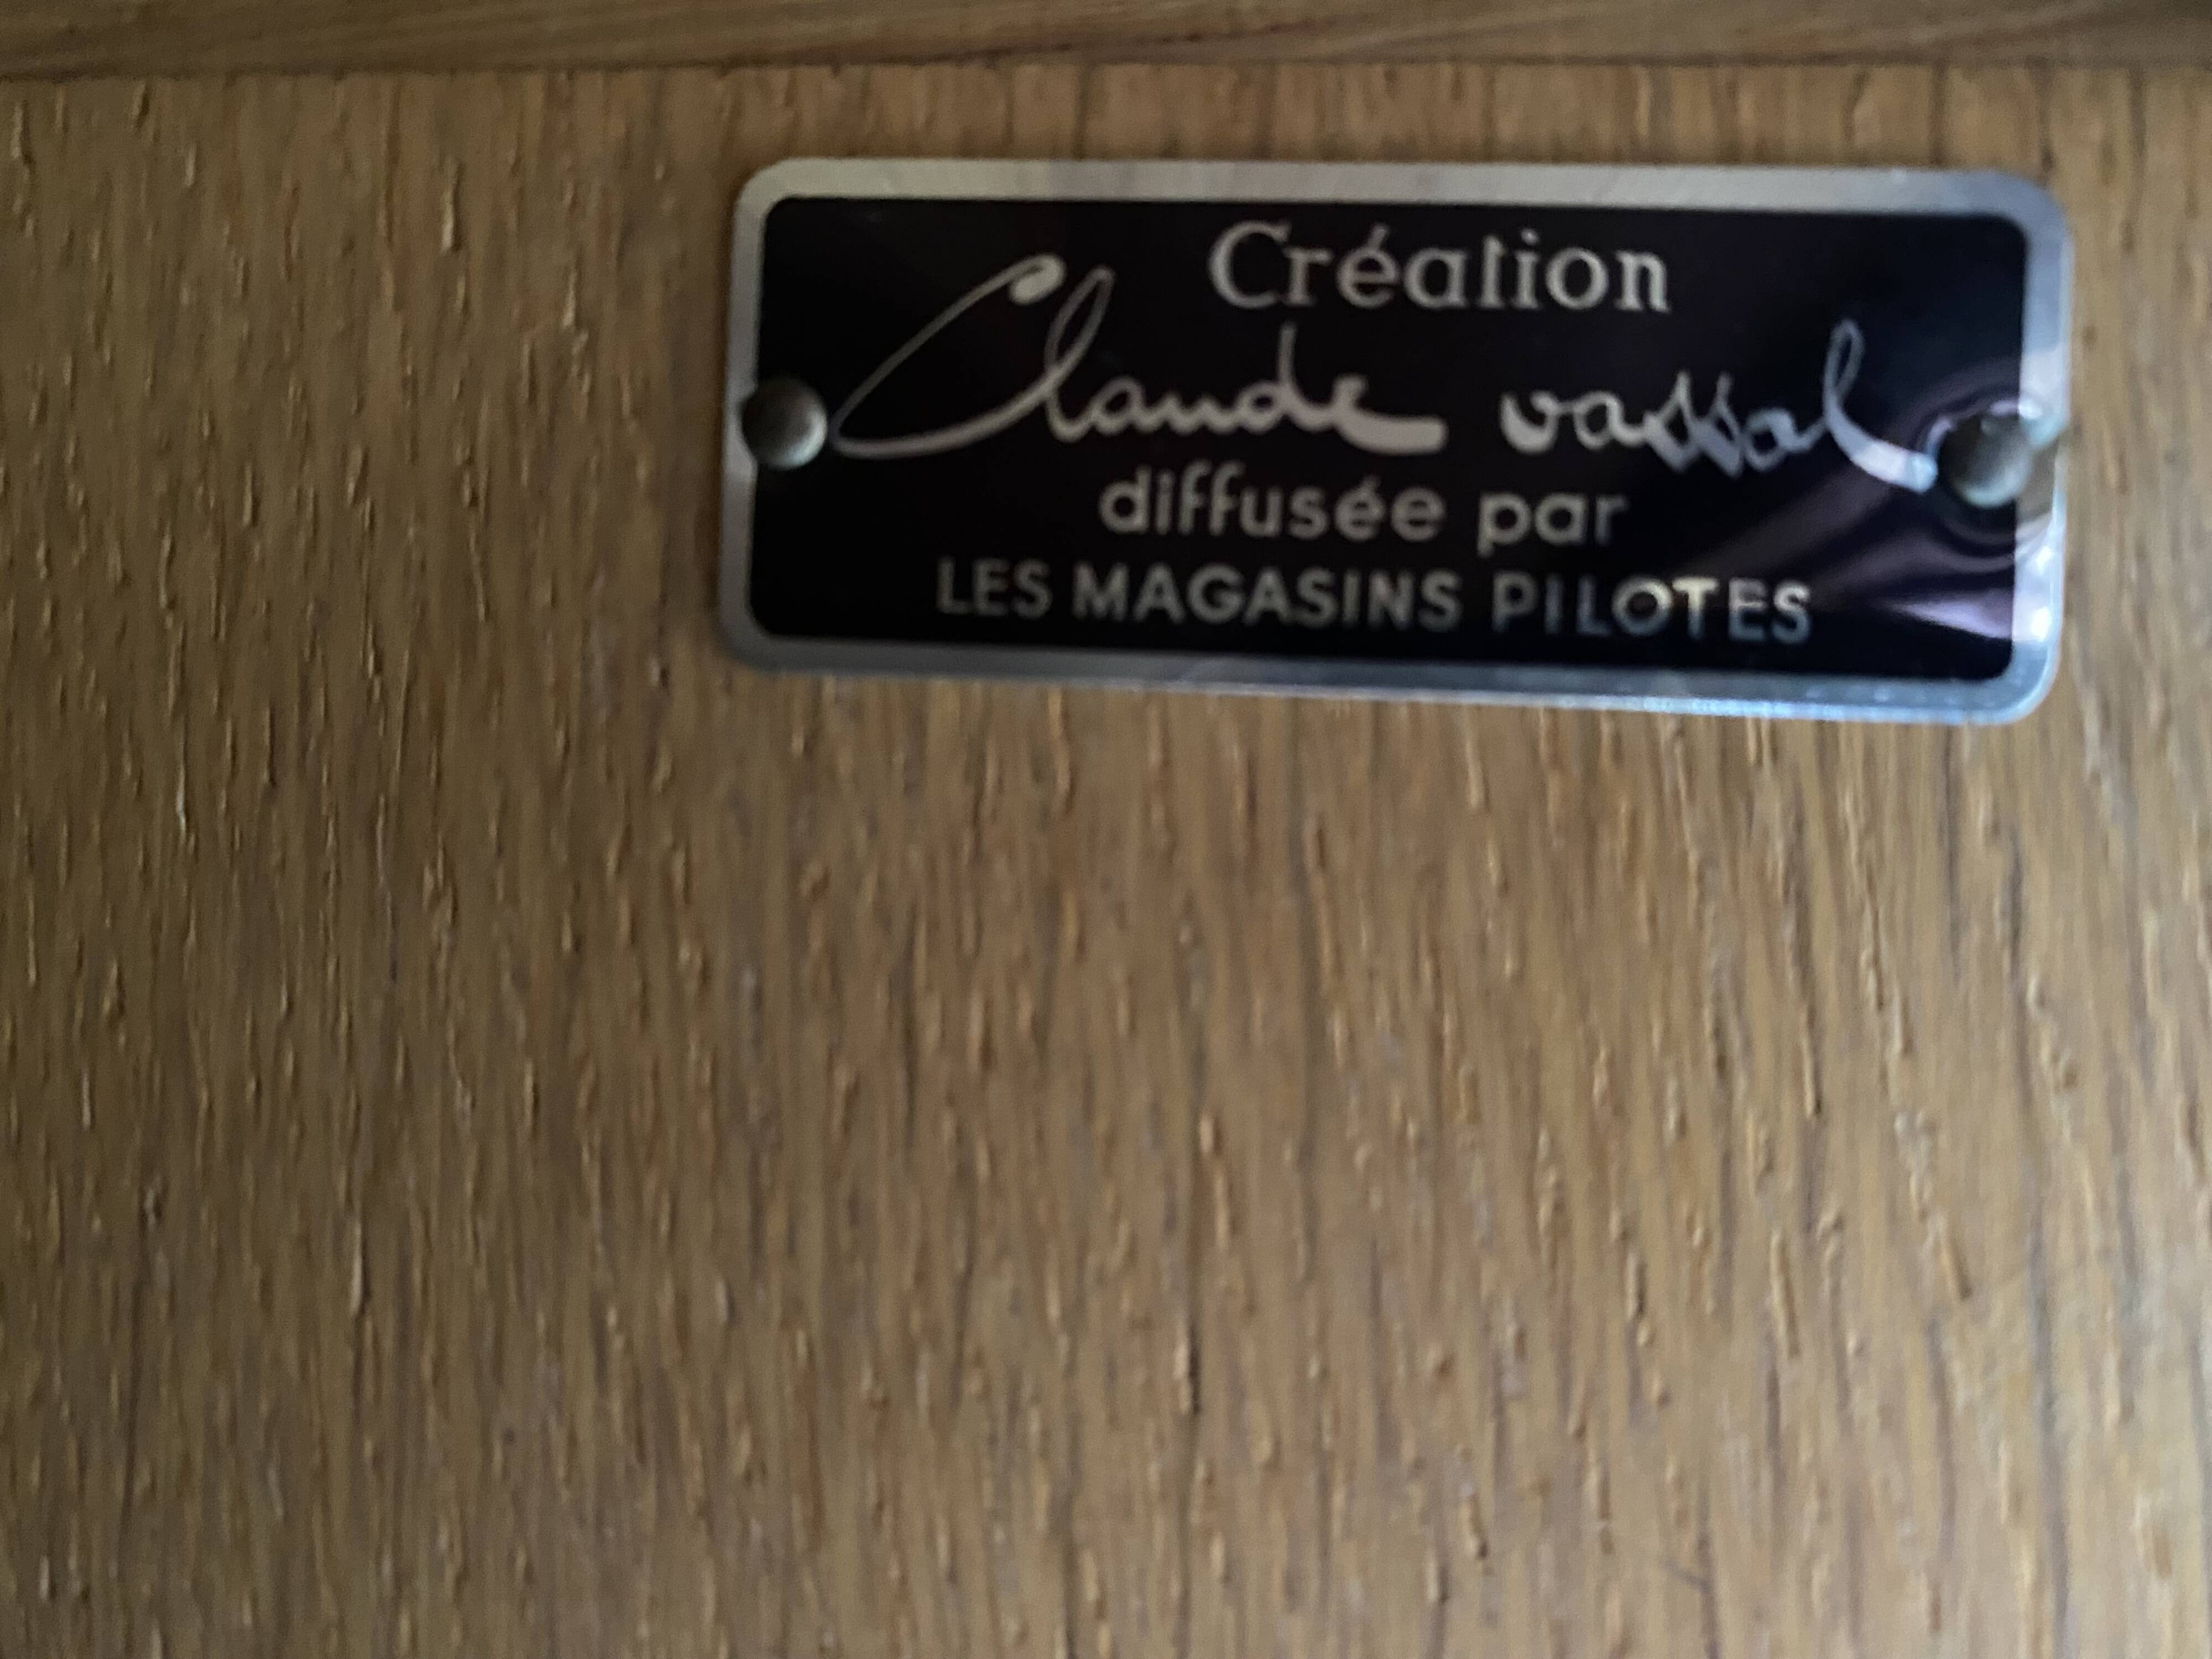 Création
Claude vassal
diffusée par
LES MAGASINS PILOTES